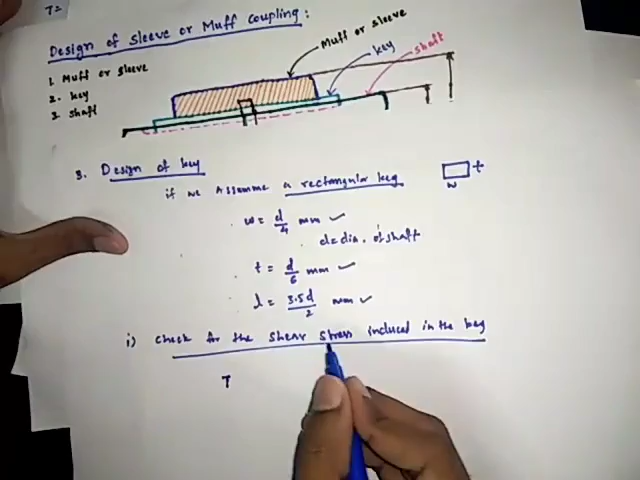 T=
Design of Sleeve or Muff Coupling:
1. Muff or sleeve
2. key
3. shaft
Muff or sleeve
key
shaft
3. Design of key
if we Assume a rectangular key
t
w
w = d/4 mm ✓
d = dia. of shaft
t = d/6 mm ✓
l = 3.5d/2 mm ✓
i) check for the shear stress induced in the key
T